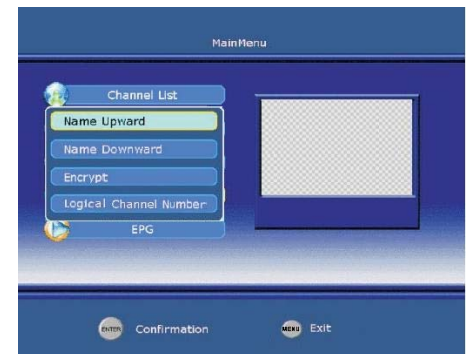 MainMenu
Channel List
Name Upward
Name Downward
Encrypt
Logical Channel Number
EPG
ENTER Confirmation MENU Exit